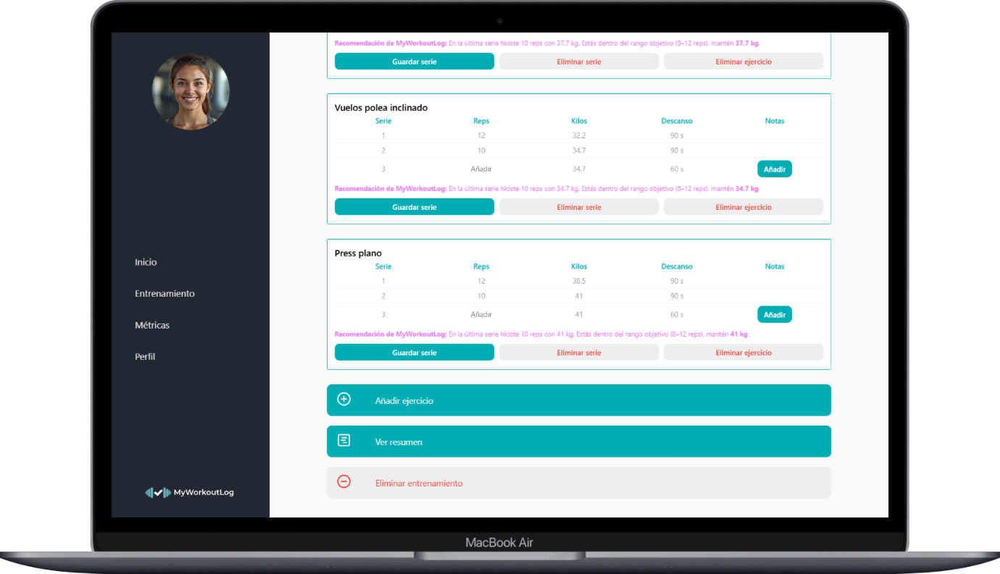 Recomendación de MyWorkoutLog: En la última serie hiciste 10 reps con 37.7 kg. Estás dentro del rango objetivo (8–12 reps), mantén 37.7 kg.
Guardar serie Eliminar serie Eliminar ejercicio
Vuelos polea inclinado
Serie Reps Kilos Descanso Notas
1 12 32.2 90 s
2 10 34.7 90 s
3 Añadir 34,7 60 s Añadir
Recomendación de MyWorkoutLog: En la última serie hiciste 10 reps con 34.7 kg. Estás dentro del rango objetivo (8–12 reps), mantén 34.7 kg.
Guardar serie Eliminar serie Eliminar ejercicio
Press plano
Serie Reps Kilos Descanso Notas
1 12 38.5 90 s
2 10 41 90 s
3 Añadir 41 60 s Añadir
Recomendación de MyWorkoutLog: En la última serie hiciste 10 reps con 41 kg. Estás dentro del rango objetivo (8–12 reps), mantén 41 kg.
Guardar serie Eliminar serie Eliminar ejercicio
Añadir ejercicio
Ver resumen
Eliminar entrenamiento
Inicio
Entrenamiento
Métricas
Perfil
MyWorkoutLog
MacBook Air